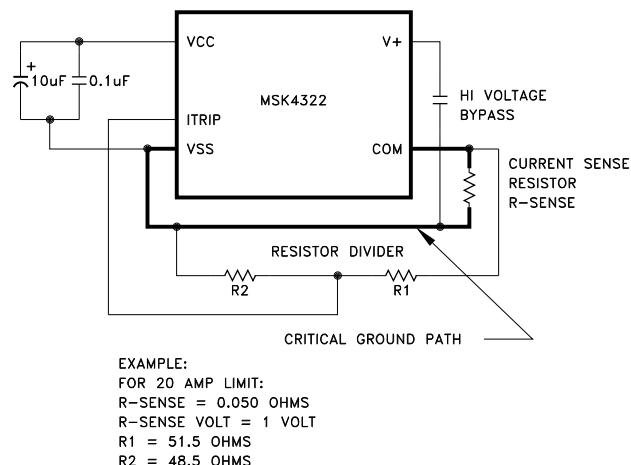 VCC
V+
+
10uF
0.1uF
MSK4322
HI VOLTAGE
BYPASS
ITRIP
VSS
COM
CURRENT SENSE
RESISTOR
R-SENSE
RESISTOR DIVIDER
R2
R1
CRITICAL GROUND PATH
EXAMPLE:
FOR 20 AMP LIMIT:
R-SENSE = 0.050 OHMS
R-SENSE VOLT = 1 VOLT
R1 = 51.5 OHMS
R2 = 48.5 OHMS